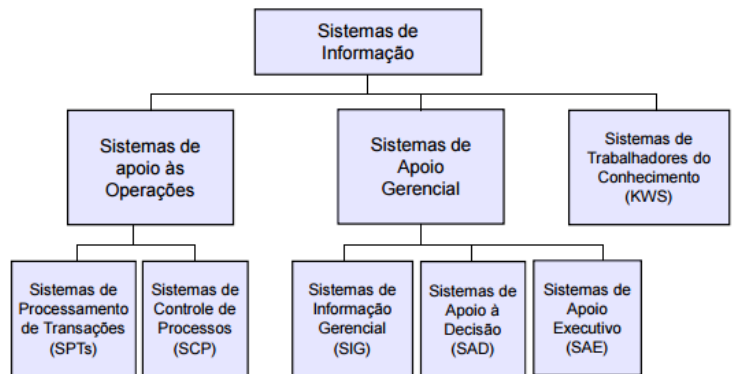 Sistemas de
Informação
Sistemas de
apoio às
Operações
Sistemas de
Apoio
Gerencial
Sistemas de
Trabalhadores do
Conhecimento
(KWS)
Sistemas de
Processamento
de Transações
(SPTs)
Sistemas de
Controle de
Processos
(SCP)
Sistemas de
Informação
Gerencial
(SIG)
Sistemas de
Apoio à
Decisão
(SAD)
Sistemas de
Apoio
Executivo
(SAE)